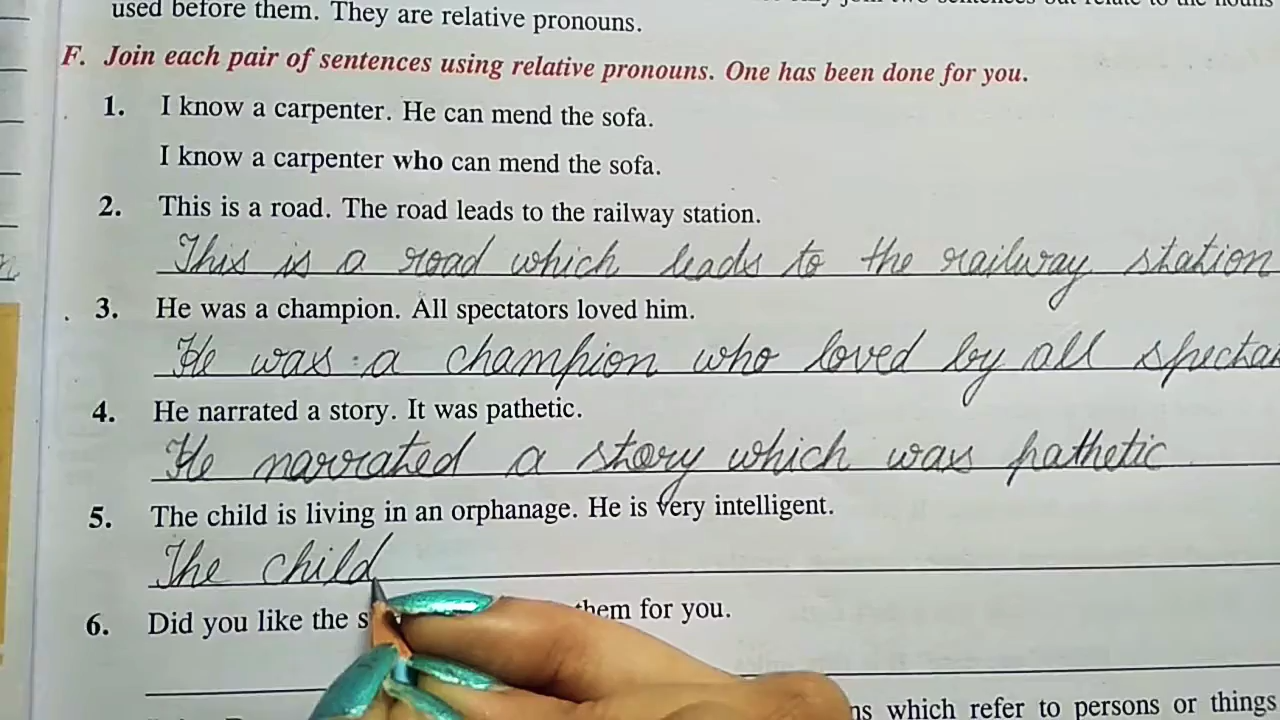 used before them. They are relative pronouns.
F. Join each pair of sentences using relative pronouns. One has been done for you.
1. I know a carpenter. He can mend the sofa.
I know a carpenter who can mend the sofa.
2. This is a road. The road leads to the railway station.
This is a road which leads to the railway station
3. He was a champion. All spectators loved him.
He was a champion who loved by all
4. He narrated a story. It was pathetic.
He narrated a story which was pathetic
5. The child is living in an orphanage. He is very intelligent.
The child
6. Did you like the them for you.
which refer to persons or things